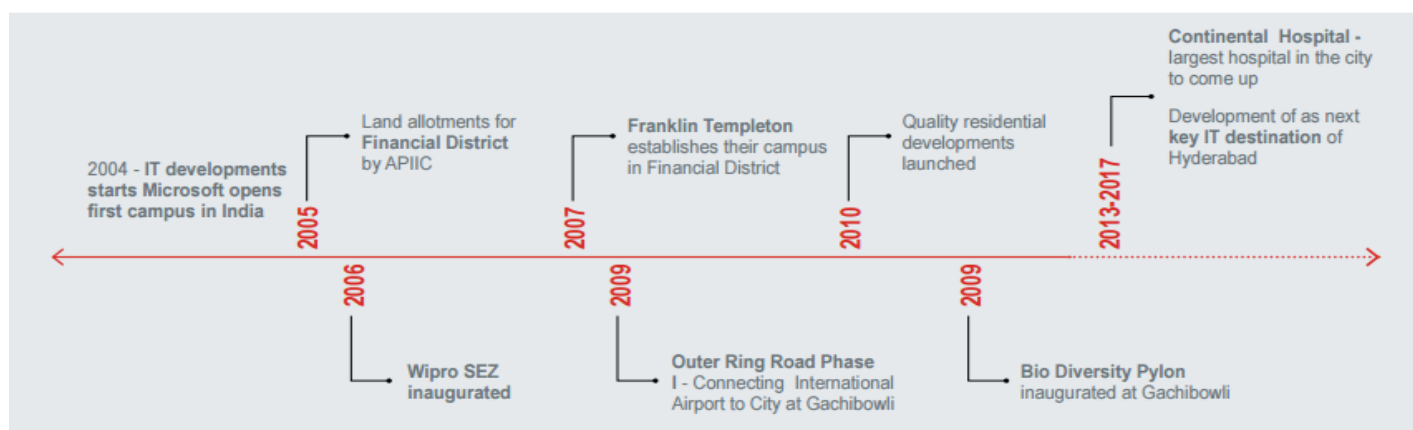 2004 - IT developments
starts Microsoft opens
first campus in India
2005
Land allotments for
Financial District
by APIIC
2006
Wipro SEZ
inaugurated
2007
Franklin Templeton
establishes their campus
in Financial District
2009
Outer Ring Road Phase
I - Connecting International
Airport to City at Gachibowli
2010
Quality residential
developments
launched
2009
Bio Diversity Pylon
inaugurated at Gachibowli
2013-2017
Continental Hospital -
largest hospital in the city
to come up
Development of as next
key IT destination of
Hyderabad